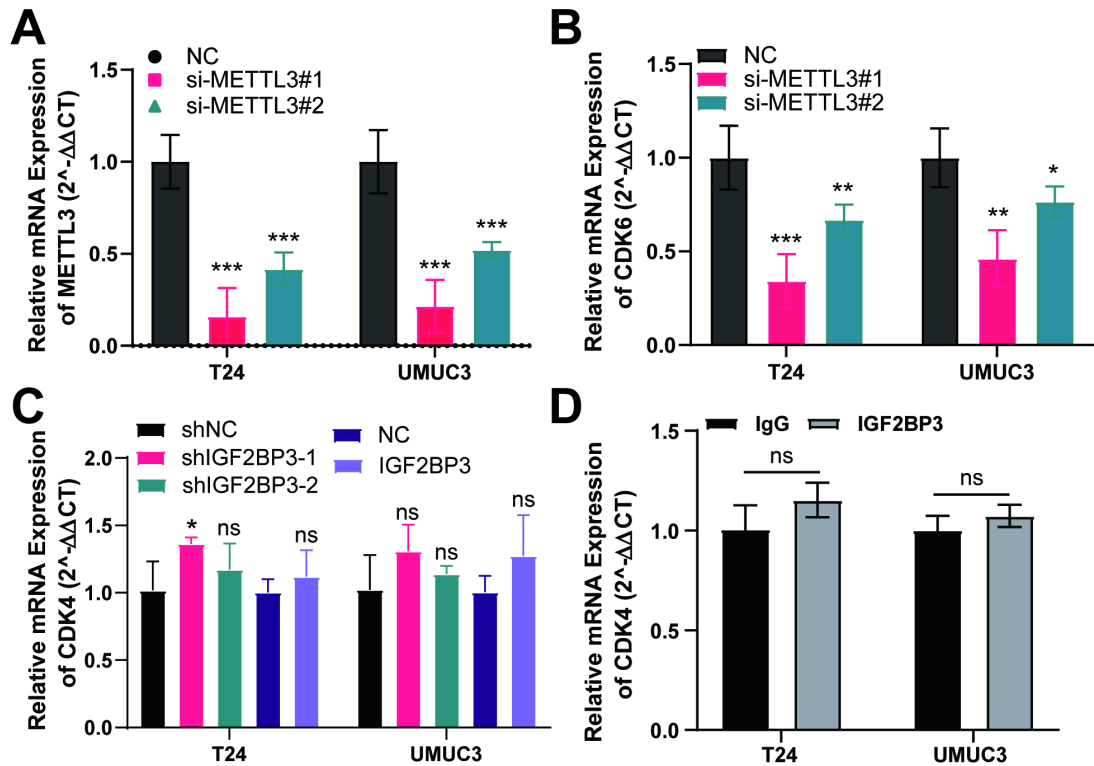 A
NC
si-METTL3#1
si-METTL3#2
Relative mRNA Expression
of METTL3 (2^-ΔΔCT)
1.5
1.0
0.5
0.0
***
***
***
***
T24
UMUC3
B
NC
si-METTL3#1
si-METTL3#2
Relative mRNA Expression
of CDK6 (2^-ΔΔCT)
1.5
1.0
0.5
0.0
***
**
**
*
T24
UMUC3
C
shNC
shIGF2BP3-1
shIGF2BP3-2
NC
IGF2BP3
Relative mRNA Expression
of CDK4 (2^-ΔΔCT)
2.0
1.5
1.0
0.5
0.0
*
ns
ns
ns
ns
ns
T24
UMUC3
D
IgG
IGF2BP3
Relative mRNA Expression
of CDK4 (2^-ΔΔCT)
1.5
1.0
0.5
0.0
ns
ns
T24
UMUC3